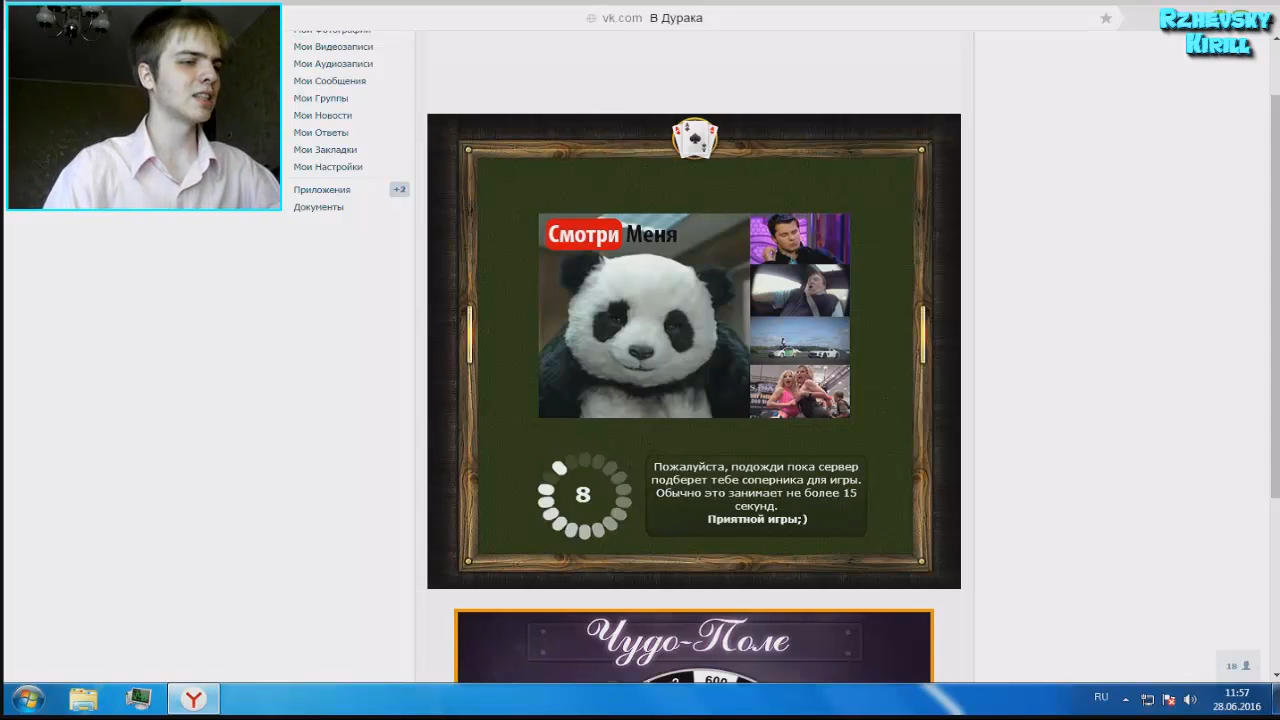 vk.com В Дурака
Rzhevsky
Kirill
Мои Видеозаписи
Мои Аудиозаписи
Мои Сообщения
Мои Группы
Мои Новости
Мои Ответы
Мои Закладки
Мои Настройки
Приложения +2
Документы
Смотри Меня
8
Пожалуйста, подожди пока сервер
подберет тебе соперника для игры.
Обычно это занимает не более 15
секунд.
Приятной игры;)
Чудо-Поле
600
18
RU
11:57
28.06.2016